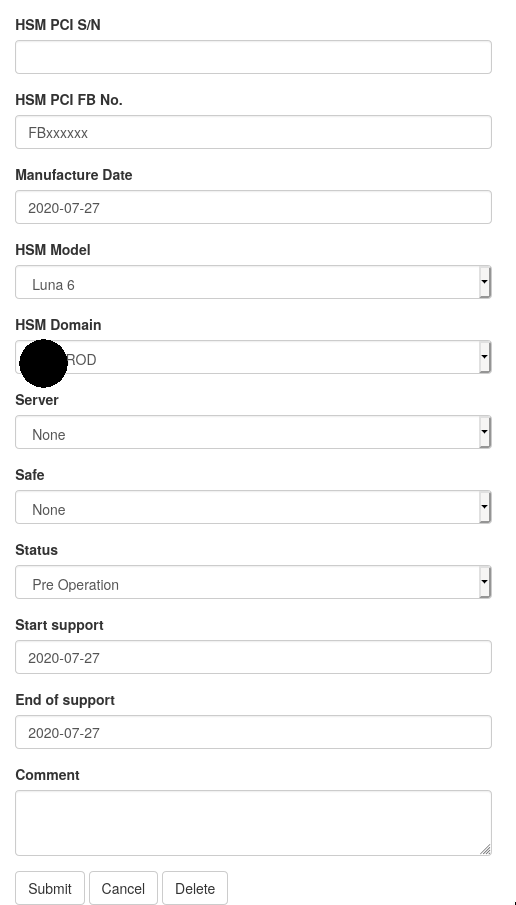 HSM PCI S/N
HSM PCI FB No.
FBxxxxxx
Manufacture Date
2020-07-27
HSM Model
Luna 6
HSM Domain
ROD
Server
None
Safe
None
Status
Pre Operation
Start support
2020-07-27
End of support
2020-07-27
Comment
Submit Cancel Delete